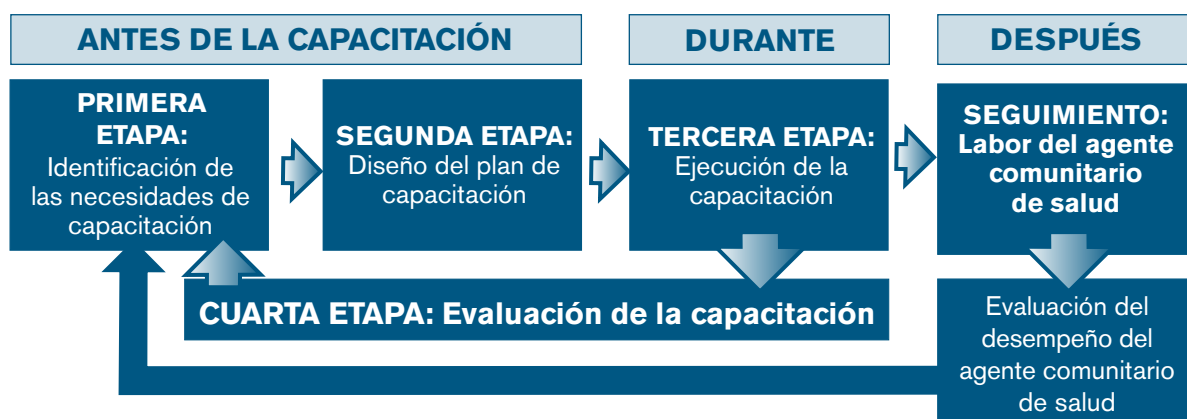 ANTES DE LA CAPACITACIÓN
DURANTE
DESPUÉS
PRIMERA
ETAPA:
Identificación de
las necesidades de
capacitación
SEGUNDA ETAPA:
Diseño del plan de
capacitación
TERCERA ETAPA:
Ejecución de la
capacitación
SEGUIMIENTO:
Labor del agente
comunitario
de salud
CUARTA ETAPA: Evaluación de la capacitación
Evaluación del
desempeño del
agente comunitario
de salud